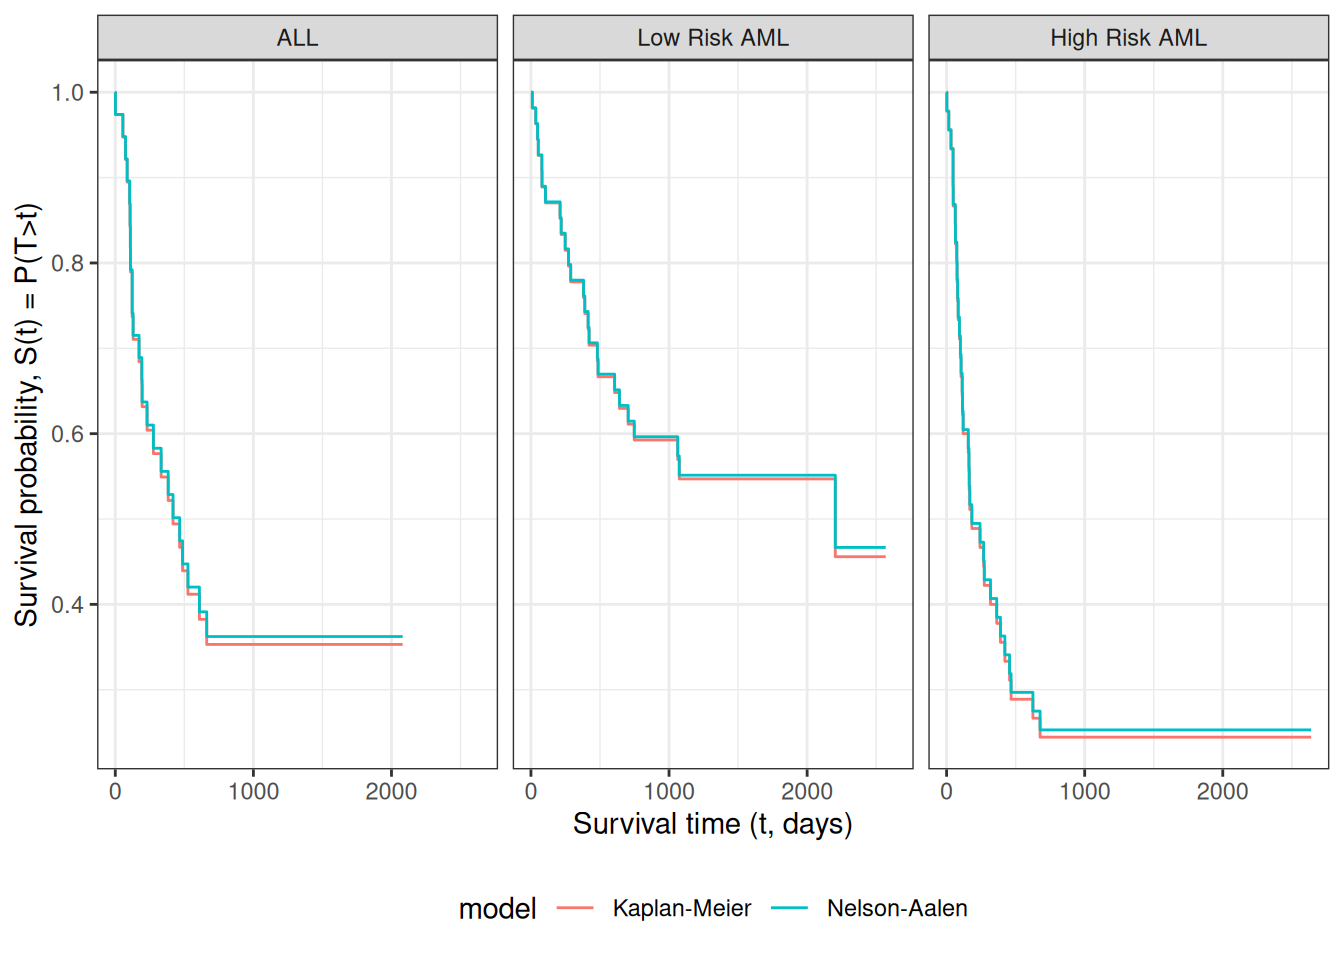 ALL
Low Risk AML
High Risk AML
Survival probability, S(t) = P(T>t)
1.0
0.8
0.6
0.4
0 1000 2000
0 1000 2000
0 1000 2000
Survival time (t, days)
model Kaplan-Meier Nelson-Aalen